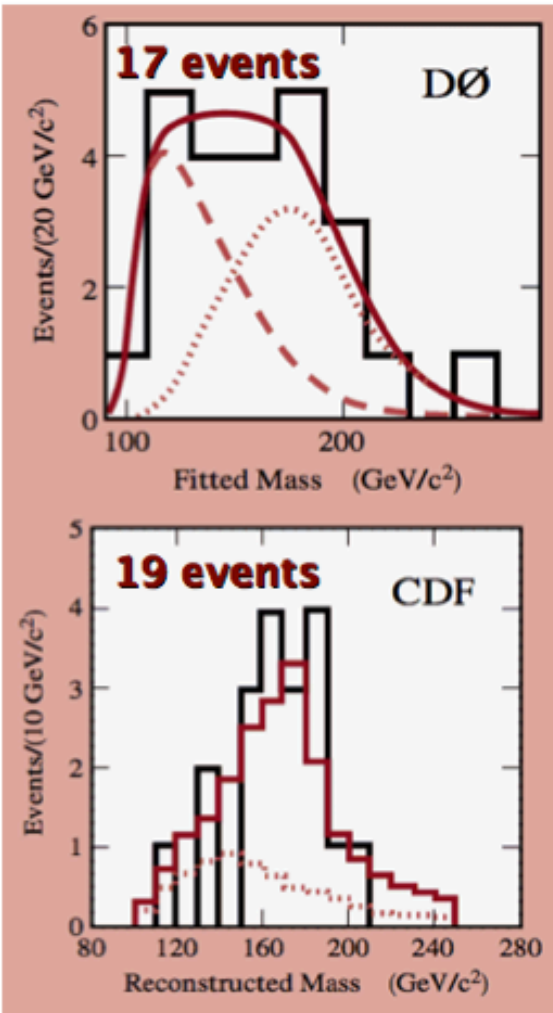 6
17 events
DØ
4
2
0
Events/(20 GeV/c²)
100 200
Fitted Mass (GeV/c²)
5
19 events
CDF
4
3
2
1
0
Events/(10 GeV/c²)
80 120 160 200 240 280
Reconstructed Mass (GeV/c²)